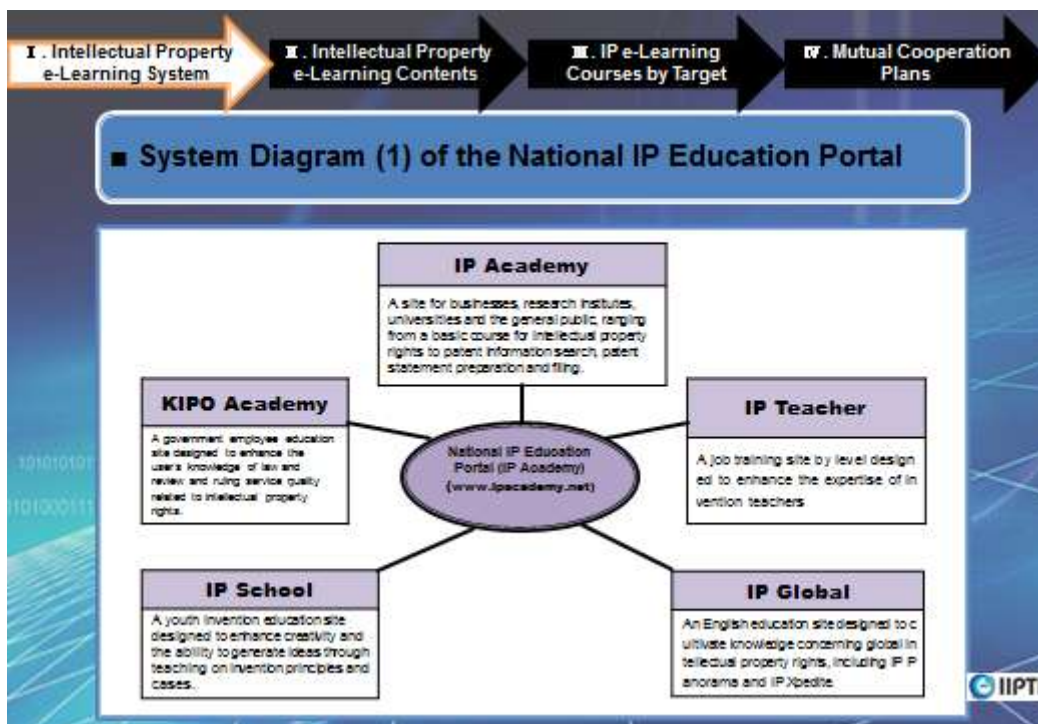 I. Intellectual Property
e-Learning System
II. Intellectual Property
e-Learning Contents
III. IP e-Learning
Courses by Target
IV. Mutual Cooperation
Plans
■ System Diagram (1) of the National IP Education Portal
IP Academy
A site for businesses, research institutes,
universities and the general public, ranging
from a basic course for intellectual property
rights to patent information search, patent
statement preparation and filing.
KIPO Academy
A government employee education
site designed to enhance the
user's knowledge of law and
review and ruling service quality
related to intellectual property
rights.
National IP Education
Portal (IP Academy)
(www.ipacademy.net)
IP Teacher
A job training site by level design
ed to enhance the expertise of in
vention teachers
IP School
A youth invention education site
designed to enhance creativity and
the ability to generate ideas through
teaching on invention principles and
cases.
IP Global
An English education site designed to c
ultivate knowledge concerning global in
tellectual property rights, including IP P
anorama and IP Xpedite.
101010101
0101000111
IIPTI